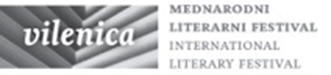 vilenica
MEDNARODNI
LITERARNI FESTIVAL
INTERNATIONAL
LITERARY FESTIVAL